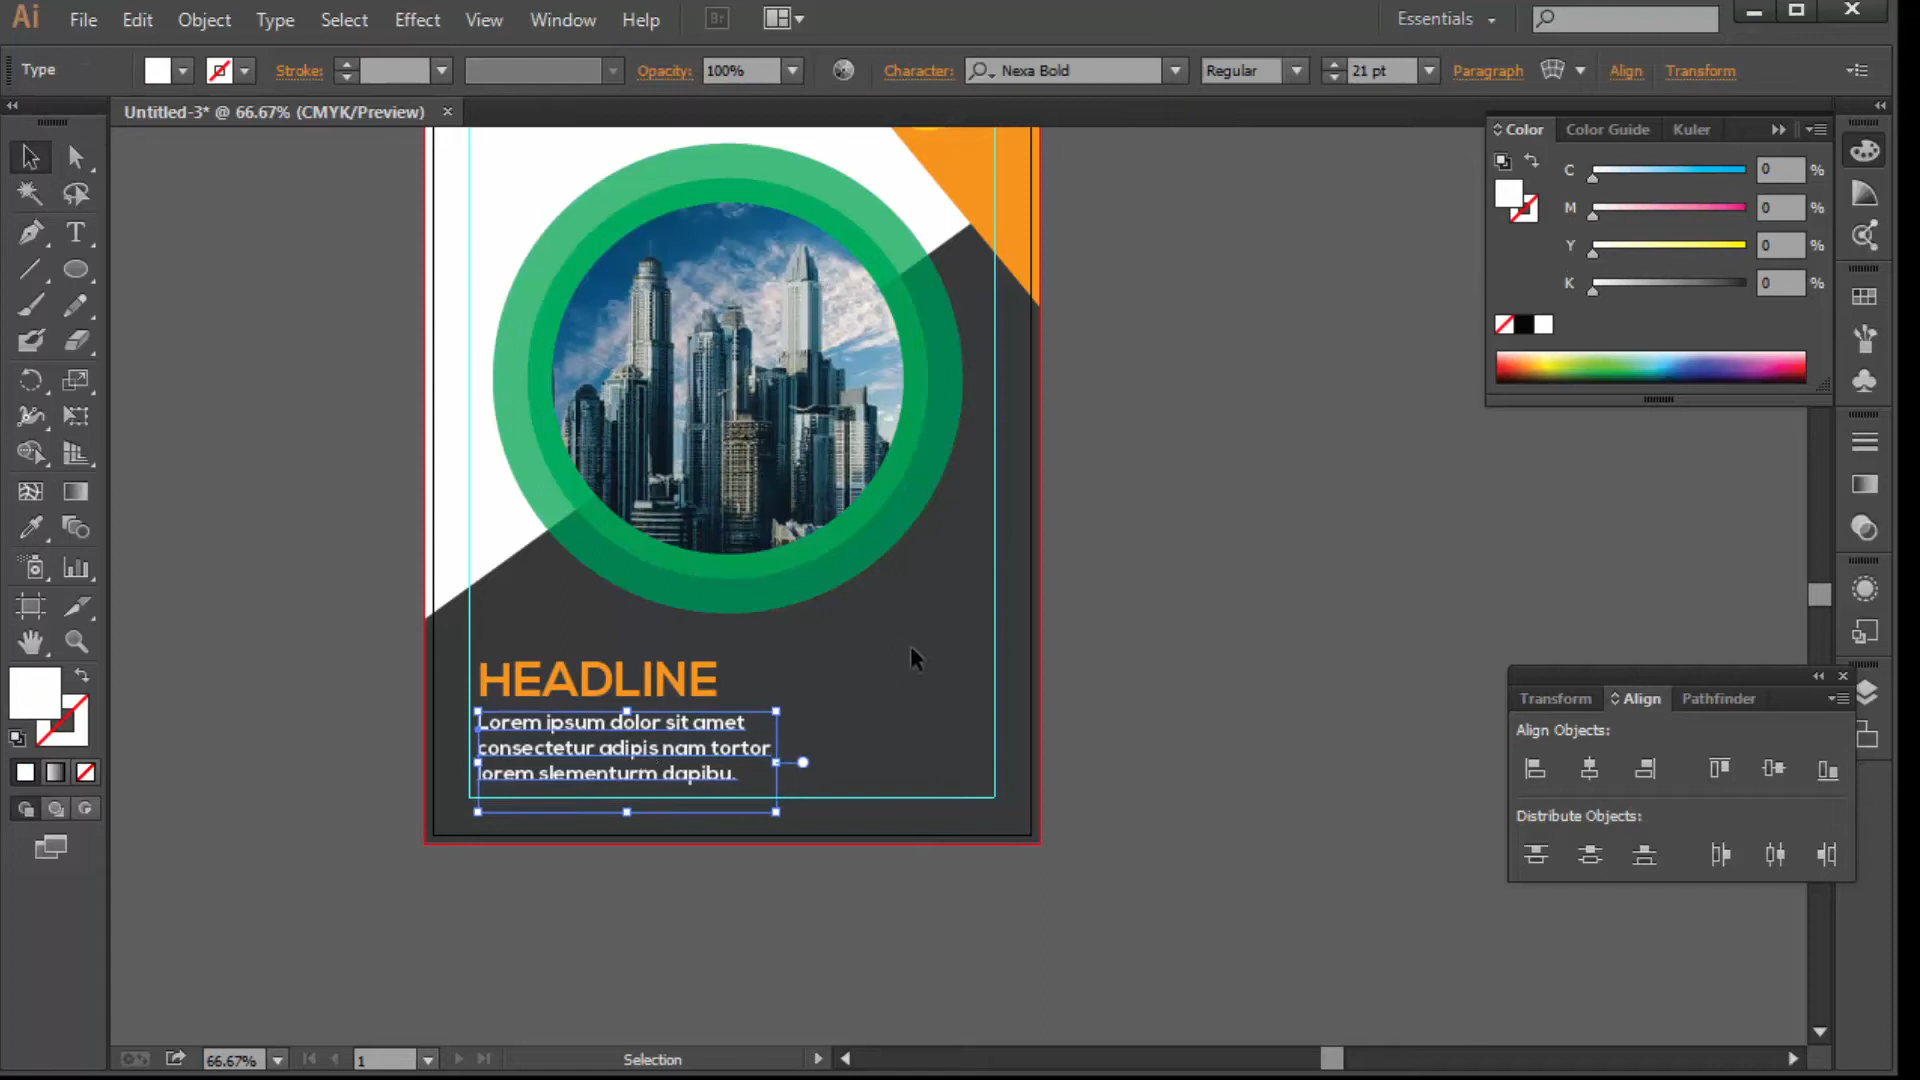 Ai File Edit Object Type Select Effect View Window Help Br Essentials
Type Stroke: Opacity: 100% Character: Nexa Bold Regular 21 pt Paragraph Align Transform
Untitled-3* @ 66.67% (CMYK/Preview) ×
Color Color Guide Kuler
C 0 %
M 0 %
Y 0 %
K 0 %
HEADLINE
Lorem ipsum dolor sit amet
consectetur adipis nam tortor
lorem slementurm dapibu.
Transform Align Pathfinder
Align Objects:
Distribute Objects:
66.67% 1 Selection